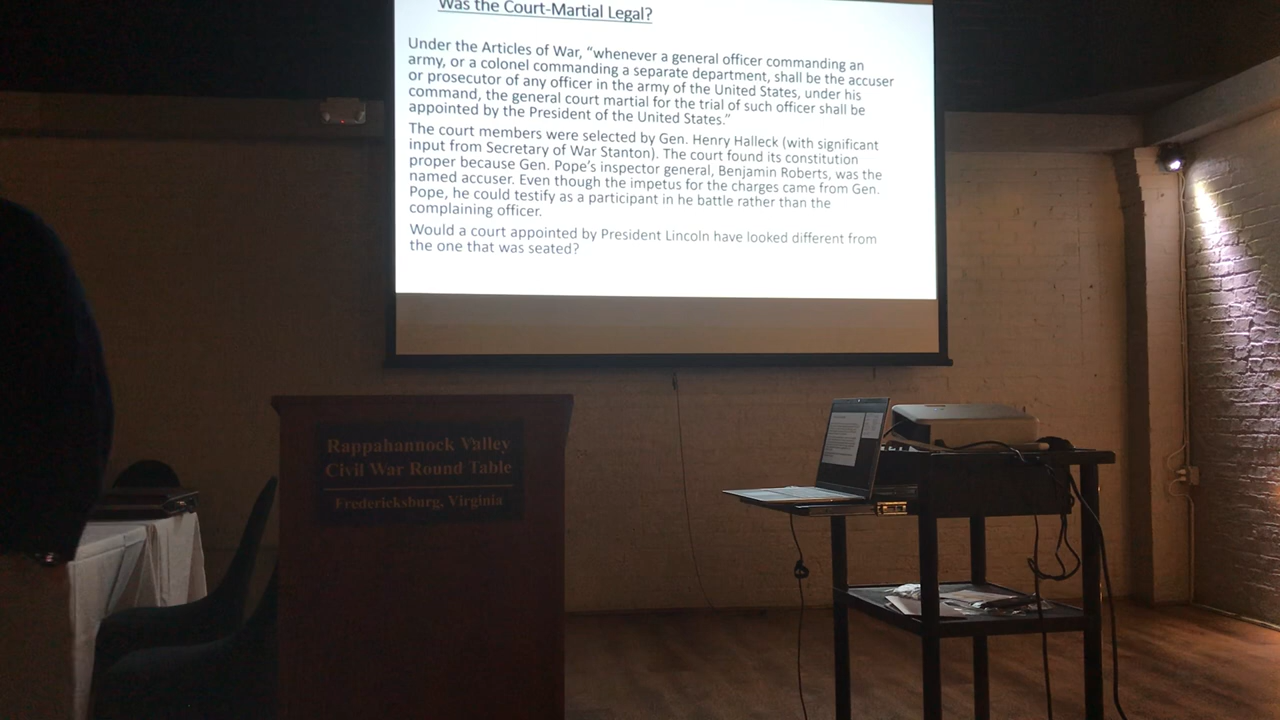 Was the Court-Martial Legal?
Under the Articles of War, “whenever a general officer commanding an
army, or a colonel commanding a separate department, shall be the accuser
or prosecutor of any officer in the army of the United States, under his
command, the general court martial for the trial of such officer shall be
appointed by the President of the United States.”
The court members were selected by Gen. Henry Halleck (with significant
input from Secretary of War Stanton). The court found its constitution
proper because Gen. Pope’s inspector general, Benjamin Roberts, was the
named accuser. Even though the impetus for the charges came from Gen.
Pope, he could testify as a participant in he battle rather than the
complaining officer.
Would a court appointed by President Lincoln have looked different from
the one that was seated?
Rappahannock Valley
Civil War Round Table
Fredericksburg, Virginia